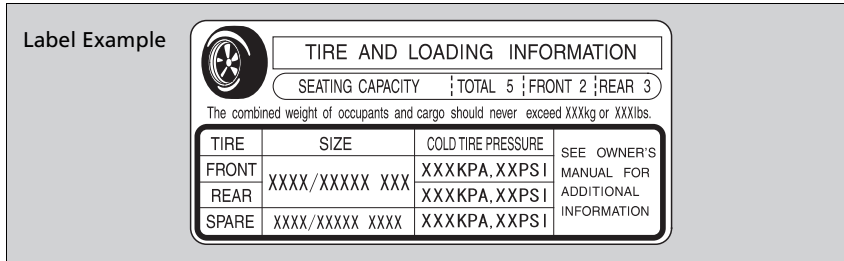 Label Example
TIRE AND LOADING INFORMATION
SEATING CAPACITY TOTAL 5 FRONT 2 REAR 3
The combined weight of occupants and cargo should never exceed XXXkg or XXXlbs.
TIRE SIZE COLD TIRE PRESSURE SEE OWNER'S MANUAL FOR ADDITIONAL INFORMATION
FRONT XXXX/XXXXX XXX XXXKPA,XXPSI
REAR XXXKPA,XXPSI
SPARE XXXX/XXXXX XXXX XXXKPA,XXPSI